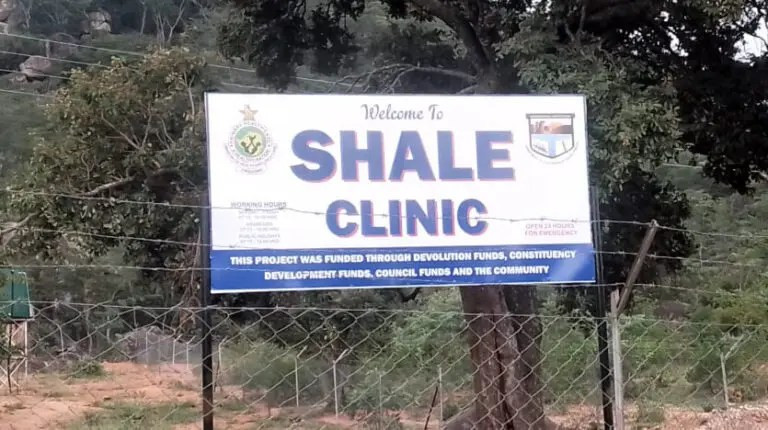 Welcome To
SHALE
CLINIC
WORKING HOURS
OPEN 24 HOURS
FOR EMERGENCY
THIS PROJECT WAS FUNDED THROUGH DEVOLUTION FUNDS, CONSTITUENCY
DEVELOPMENT FUNDS, COUNCIL FUNDS AND THE COMMUNITY